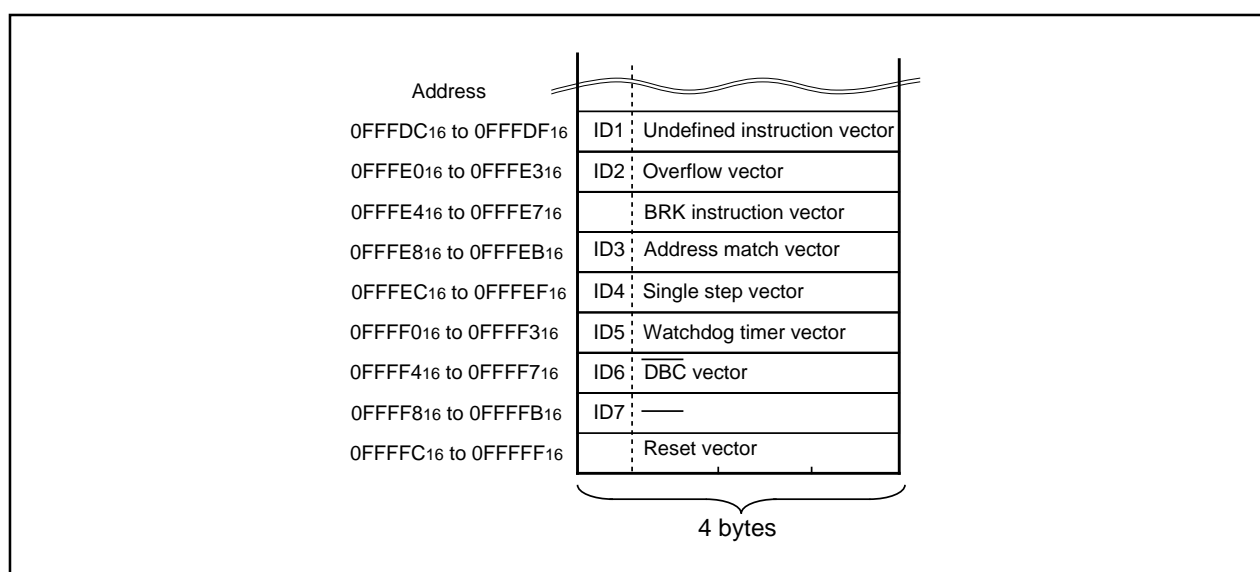 Address
0FFFDC16 to 0FFFDF16 ID1 Undefined instruction vector
0FFFE016 to 0FFFE316 ID2 Overflow vector
0FFFE416 to 0FFFE716 BRK instruction vector
0FFFE816 to 0FFFEB16 ID3 Address match vector
0FFFEC16 to 0FFFEF16 ID4 Single step vector
0FFFF016 to 0FFFF316 ID5 Watchdog timer vector
0FFFF416 to 0FFFF716 ID6 D̅B̅C̅ vector
0FFFF816 to 0FFFFB16 ID7 —
0FFFFC16 to 0FFFFF16 Reset vector
4 bytes